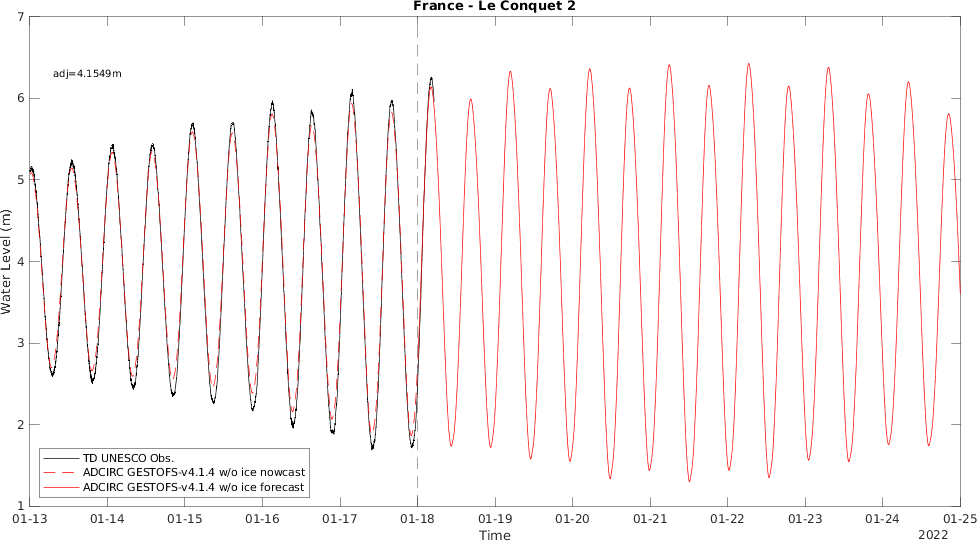 France - Le Conquet 2
7
6
5
4
3
2
1
Water Level (m)
adj=4.1549m
TD UNESCO Obs.
ADCIRC GESTOFS-v4.1.4 w/o ice nowcast
ADCIRC GESTOFS-v4.1.4 w/o ice forecast
01-13 01-14 01-15 01-16 01-17 01-18 01-19 01-20 01-21 01-22 01-23 01-24 01-25
Time
2022